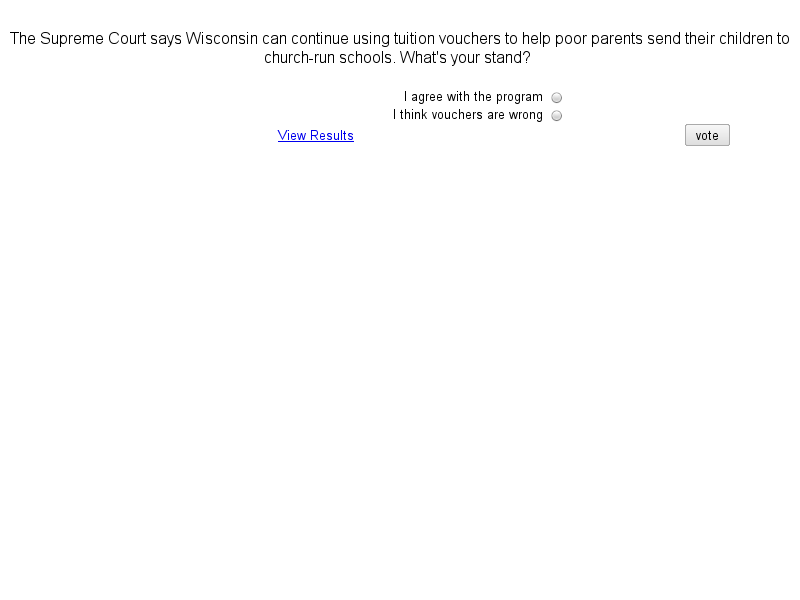 The Supreme Court says Wisconsin can continue using tuition vouchers to help poor parents send their children to
church-run schools. What's your stand?
I agree with the program
I think vouchers are wrong
View Results
vote